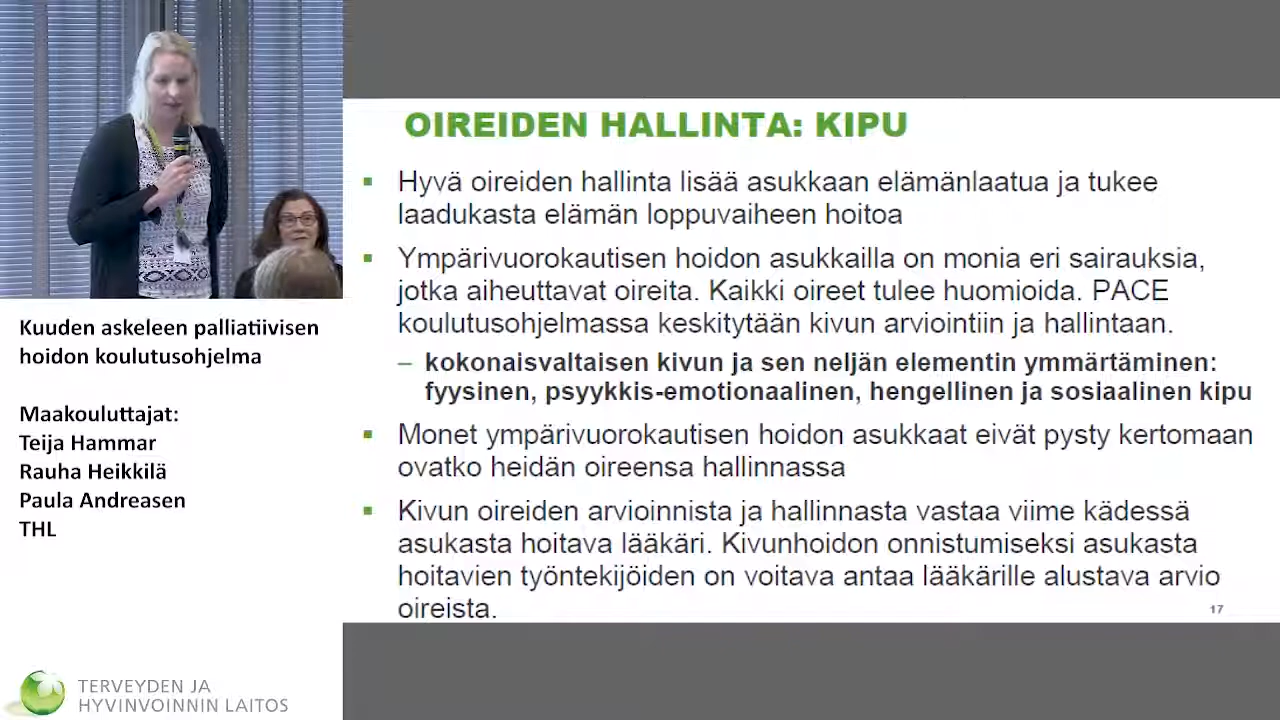 Kuuden askeleen palliatiivisen
hoidon koulutusohjelma
Maakouluttajat:
Teija Hammar
Rauha Heikkilä
Paula Andreasen
THL
TERVEYDEN JA
HYVINVOINNIN LAITOS
OIREIDEN HALLINTA: KIPU
▪ Hyvä oireiden hallinta lisää asukkaan elämänlaatua ja tukee
laadukasta elämän loppuvaiheen hoitoa
▪ Ympärivuorokautisen hoidon asukkailla on monia eri sairauksia,
jotka aiheuttavat oireita. Kaikki oireet tulee huomioida. PACE
koulutusohjelmassa keskitytään kivun arviointiin ja hallintaan.
– kokonaisvaltaisen kivun ja sen neljän elementin ymmärtäminen:
fyysinen, psyykkis-emotionaalinen, hengellinen ja sosiaalinen kipu
▪ Monet ympärivuorokautisen hoidon asukkaat eivät pysty kertomaan
ovatko heidän oireensa hallinnassa
▪ Kivun oireiden arvioinnista ja hallinnasta vastaa viime kädessä
asukasta hoitava lääkäri. Kivunhoidon onnistumiseksi asukasta
hoitavien työntekijöiden on voitava antaa lääkärille alustava arvio
oireista.
17